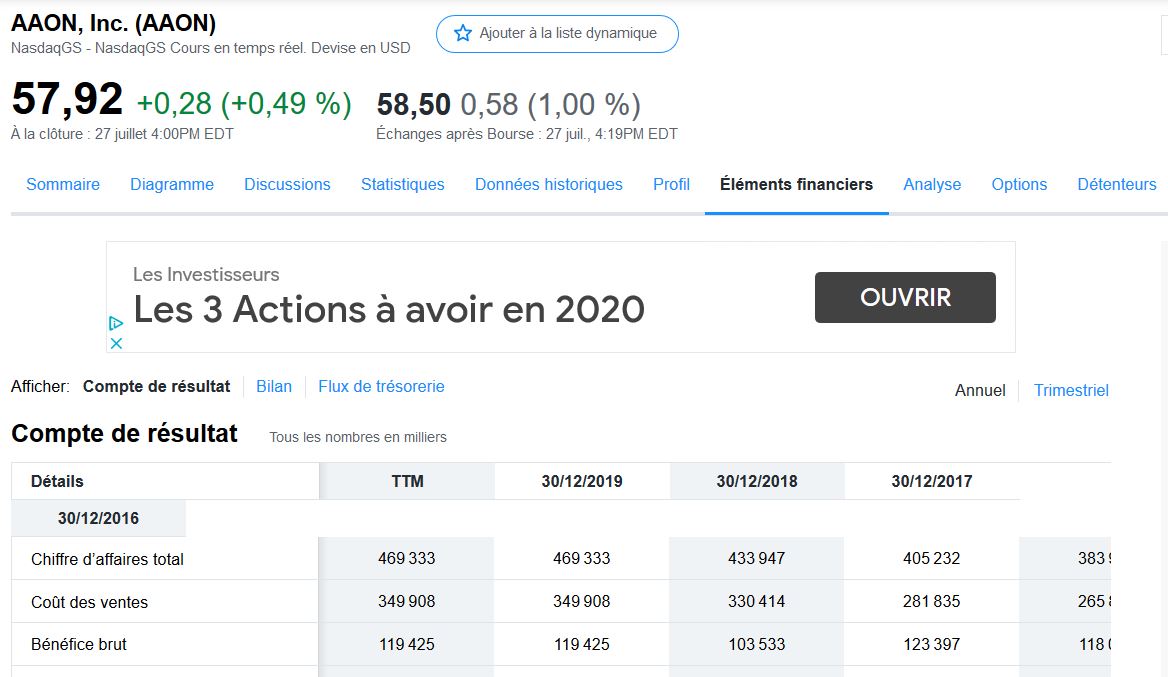 AAON, Inc. (AAON)
NasdaqGS - NasdaqGS Cours en temps réel. Devise en USD
Ajouter à la liste dynamique
57,92 +0,28 (+0,49 %) 58,50 0,58 (1,00 %)
À la clôture : 27 juillet 4:00PM EDT Échanges après Bourse : 27 juil., 4:19PM EDT
Sommaire Diagramme Discussions Statistiques Données historiques Profil Éléments financiers Analyse Options Détenteurs
Les Investisseurs
Les 3 Actions à avoir en 2020
OUVRIR
Afficher: Compte de résultat Bilan Flux de trésorerie Annuel Trimestriel
Compte de résultat Tous les nombres en milliers
Détails TTM 30/12/2019 30/12/2018 30/12/2017
30/12/2016
Chiffre d’affaires total 469 333 469 333 433 947 405 232 383
Coût des ventes 349 908 349 908 330 414 281 835 265
Bénéfice brut 119 425 119 425 103 533 123 397 118